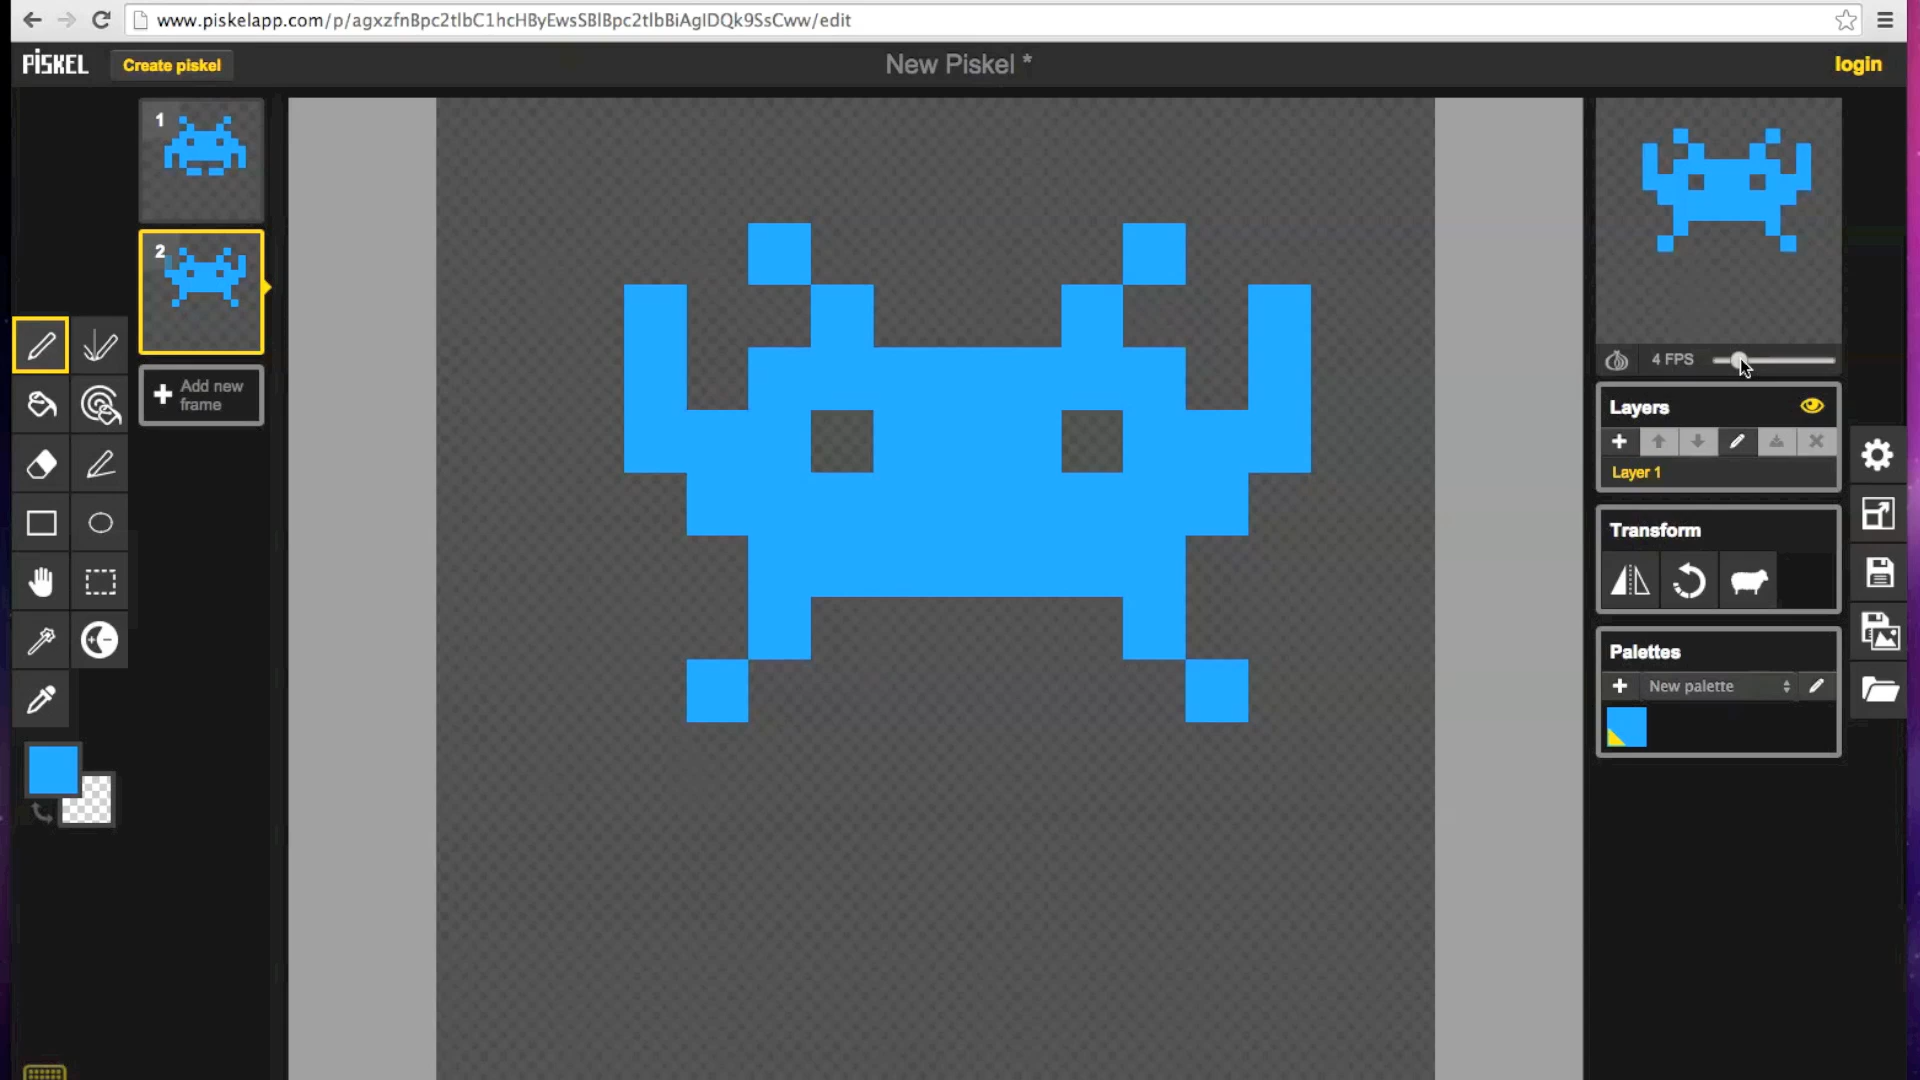 www.piskelapp.com/p/agxzfnBpc2tlbC1hcHByEwsSBlBpc2tlbBiAgIDQk9SsCww/edit
PISKEL
Create piskel
New Piskel *
login
1
2
Add new
frame
4 FPS
Layers
Layer 1
Transform
Palettes
New palette